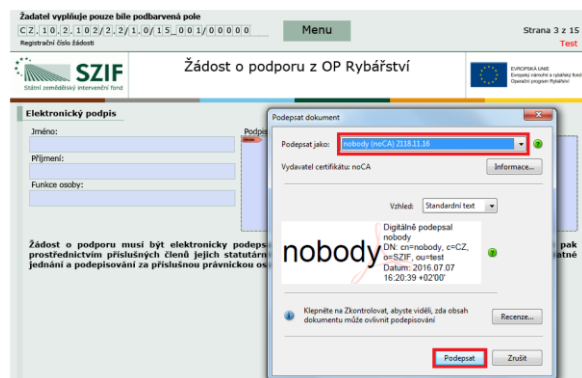 Žadatel vyplňuje pouze bíle podbarvená pole
CZ.10.2.102/2.2/1.0/15_001/00000
Menu
Strana 3 z 15
Registrační číslo žádosti
Test
SZIF
Státní zemědělský intervenční fond
Žádost o podporu z OP Rybářství
EVROPSKÁ UNIE
Evropský námořní a rybářský fond
Operační program Rybářství
Elektronický podpis
Jméno:
Podpis
Příjmení:
Funkce osoby:
Žádost o podporu musí být elektronicky podeps
pak
prostřednictvím příslušných členů jejich statutárn
atné
jednání a podepisování za příslušnou právnickou os
Podepsat dokument
Podepsat jako:
nobody (noCA) 2118.11.16
Vydavatel certifikátu: noCA
Informace...
Vzhled:
Standardní text
nobody
Digitálně podepsal
nobody
DN: cn=nobody, c=CZ,
o=SZIF, ou=test
Datum: 2016.07.07
16:20:39 +02'00'
Klepněte na Zkontrolovat, abyste viděli, zda obsah
dokumentu může ovlivnit podepisování
Recenze...
Podepsat
Zrušit